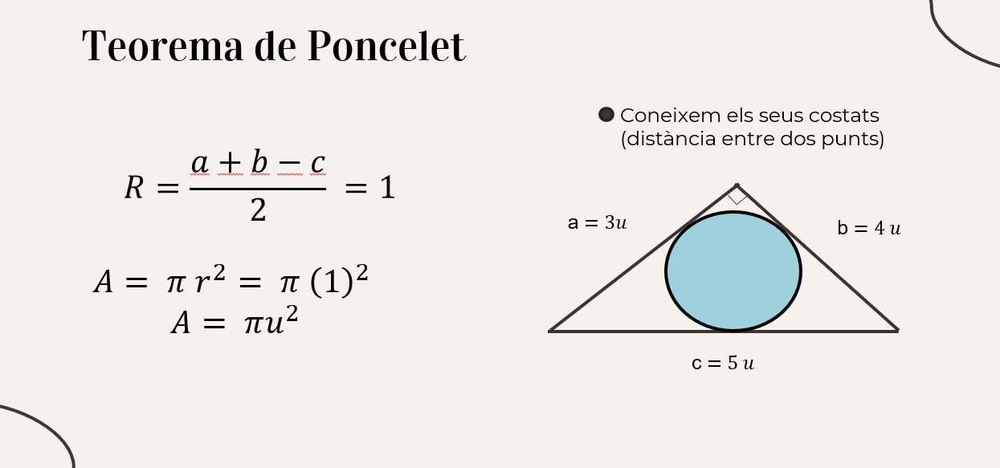 Teorema de Poncelet
Coneixem els seus costats
(distància entre dos punts)
R = (a + b − c)/2 = 1
A = π r² = π (1)²
A = πu²
a = 3u
b = 4 u
c = 5 u